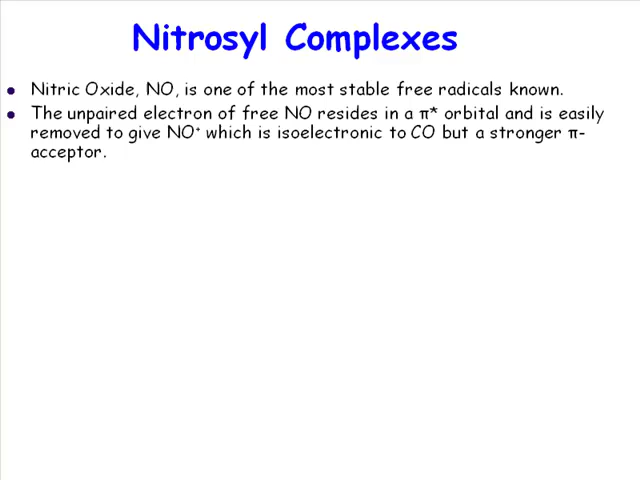 Nitrosyl Complexes
• Nitric Oxide, NO, is one of the most stable free radicals known.
• The unpaired electron of free NO resides in a π* orbital and is easily
removed to give NO⁺ which is isoelectronic to CO but a stronger π-
acceptor.